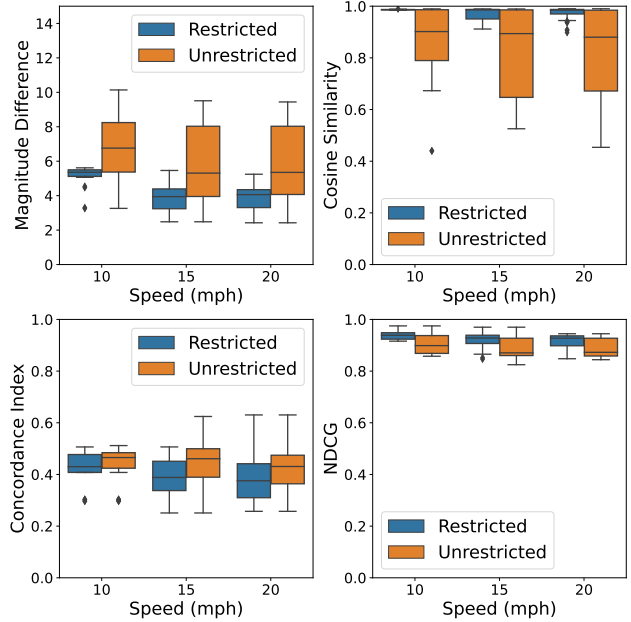 14
12
10
8
6
4
2
0
Magnitude Difference
Restricted
Unrestricted
10 15 20
Speed (mph)
1.0
0.8
0.6
0.4
0.2
0.0
Cosine Similarity
Restricted
Unrestricted
10 15 20
Speed (mph)
1.0
0.8
0.6
0.4
0.2
0.0
Concordance Index
Restricted
Unrestricted
10 15 20
Speed (mph)
1.0
0.8
0.6
0.4
0.2
0.0
NDCG
Restricted
Unrestricted
10 15 20
Speed (mph)